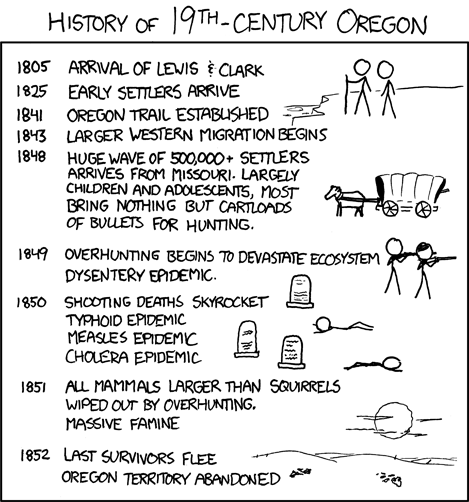 HISTORY OF 19TH-CENTURY OREGON
1805 ARRIVAL OF LEWIS & CLARK
1825 EARLY SETTLERS ARRIVE
1841 OREGON TRAIL ESTABLISHED
1843 LARGER WESTERN MIGRATION BEGINS
1848 HUGE WAVE OF 500,000+ SETTLERS
ARRIVES FROM MISSOURI. LARGELY
CHILDREN AND ADOLESCENTS, MOST
BRING NOTHING BUT CARTLOADS
OF BULLETS FOR HUNTING.
1849 OVERHUNTING BEGINS TO DEVASTATE ECOSYSTEM
DYSENTERY EPIDEMIC.
1850 SHOOTING DEATHS SKYROCKET
TYPHOID EPIDEMIC
MEASLES EPIDEMIC
CHOLERA EPIDEMIC
1851 ALL MAMMALS LARGER THAN SQUIRRELS
WIPED OUT BY OVERHUNTING.
MASSIVE FAMINE
1852 LAST SURVIVORS FLEE
OREGON TERRITORY ABANDONED